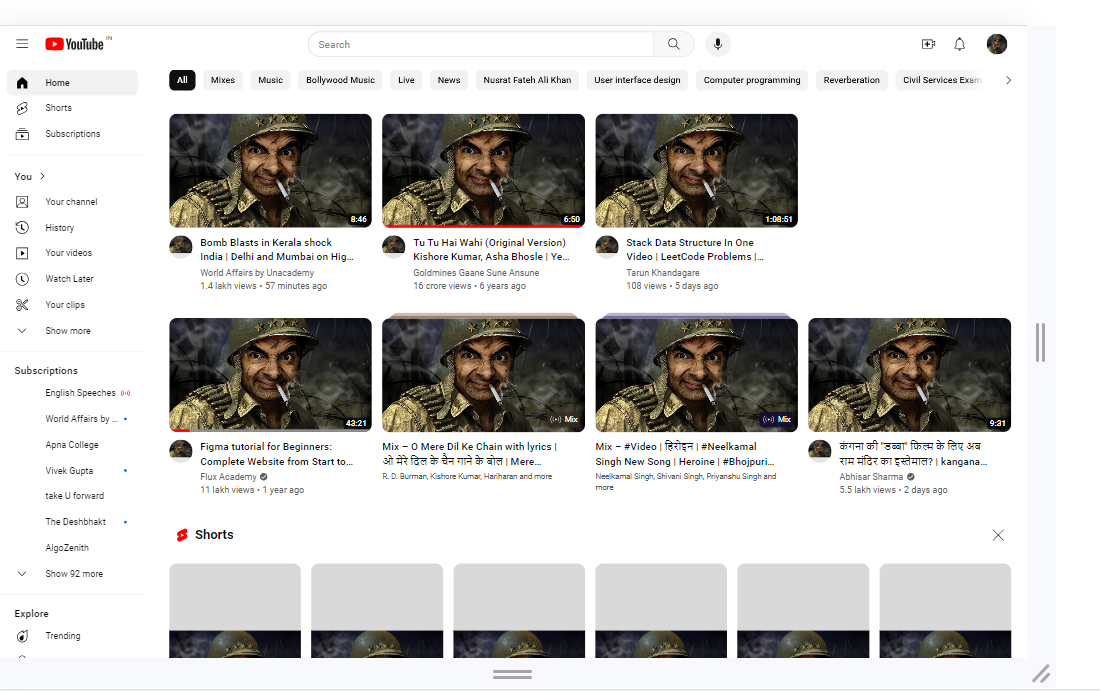 YouTube IN
Search
Home
Shorts
Subscriptions
You
Your channel
History
Your videos
Watch Later
Your clips
Show more
Subscriptions
English Speeches
World Affairs by ...
Apna College
Vivek Gupta
take U forward
The Deshbhakt
AlgoZenith
Show 92 more
Explore
Trending
All Mixes Music Bollywood Music Live News Nusrat Fateh Ali Khan User interface design Computer programming Reverberation Civil Services Exam
8:46
Bomb Blasts in Kerala shock
India | Delhi and Mumbai on Hig...
World Affairs by Unacademy
1.4 lakh views • 57 minutes ago
6:50
Tu Tu Hai Wahi (Original Version)
Kishore Kumar, Asha Bhosle | Ye...
Goldmines Gaane Sune Ansune
16 crore views • 6 years ago
1:08:51
Stack Data Structure In One
Video | LeetCode Problems |...
Tarun Khandagare
108 views • 5 days ago
43:21
Figma tutorial for Beginners:
Complete Website from Start to...
Flux Academy
11 lakh views • 1 year ago
Mix
Mix – O Mere Dil Ke Chain with lyrics |
ओ मेरे दिल के चैन गाने के बोल | Mere...
R. D. Burman, Kishore Kumar, Hariharan and more
Mix
Mix – #Video | हिरोइन | #Neelkamal
Singh New Song | Heroine | #Bhojpuri...
Neelkamal Singh, Shivani Singh, Priyanshu Singh and
more
9:31
कंगना की 'डब्बा' फिल्म के लिए अब
राम मंदिर का इस्तेमाल? | kangana...
Abhisar Sharma
5.5 lakh views • 2 days ago
Shorts